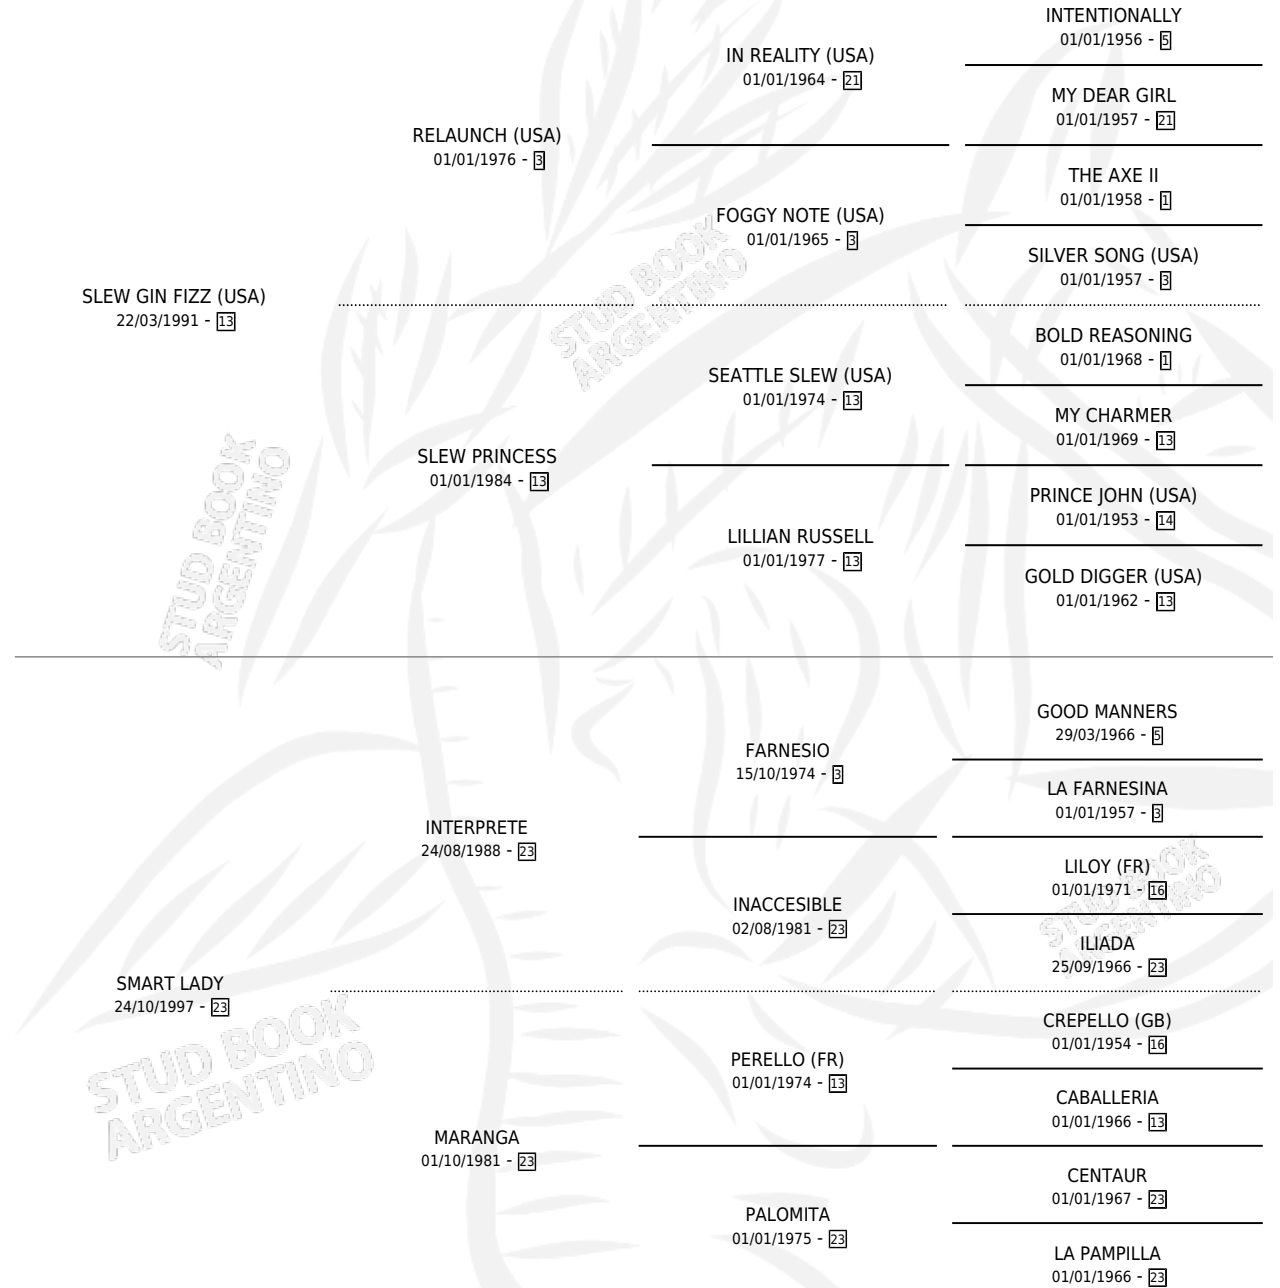 INTENTIONALLY
01/01/1956 - 5
IN REALITY (USA)
01/01/1964 - 21
MY DEAR GIRL
01/01/1957 - 21
RELAUNCH (USA)
01/01/1976 - 3
THE AXE II
01/01/1958 - 1
FOGGY NOTE (USA)
01/01/1965 - 3
SILVER SONG (USA)
01/01/1957 - 3
SLEW GIN FIZZ (USA)
22/03/1991 - 13
BOLD REASONING
01/01/1968 - 1
SEATTLE SLEW (USA)
01/01/1974 - 13
MY CHARMER
01/01/1969 - 13
SLEW PRINCESS
01/01/1984 - 13
PRINCE JOHN (USA)
01/01/1953 - 14
LILLIAN RUSSELL
01/01/1977 - 13
GOLD DIGGER (USA)
01/01/1962 - 13
GOOD MANNERS
29/03/1966 - 5
FARNESIO
15/10/1974 - 3
LA FARNESINA
01/01/1957 - 3
INTERPRETE
24/08/1988 - 23
LILOY (FR)
01/01/1971 - 16
INACCESIBLE
02/08/1981 - 23
ILIADA
25/09/1966 - 23
SMART LADY
24/10/1997 - 23
CREPELLO (GB)
01/01/1954 - 16
PERELLO (FR)
01/01/1974 - 13
CABALLERIA
01/01/1966 - 13
MARANGA
01/10/1981 - 23
CENTAUR
01/01/1967 - 23
PALOMITA
01/01/1975 - 23
LA PAMPILLA
01/01/1966 - 23
STUD BOOK
ARGENTINO
STUD BOOK
ARGENTINO
STUD BOOK
ARGENTINO
STUD BOOK
ARGENTINO